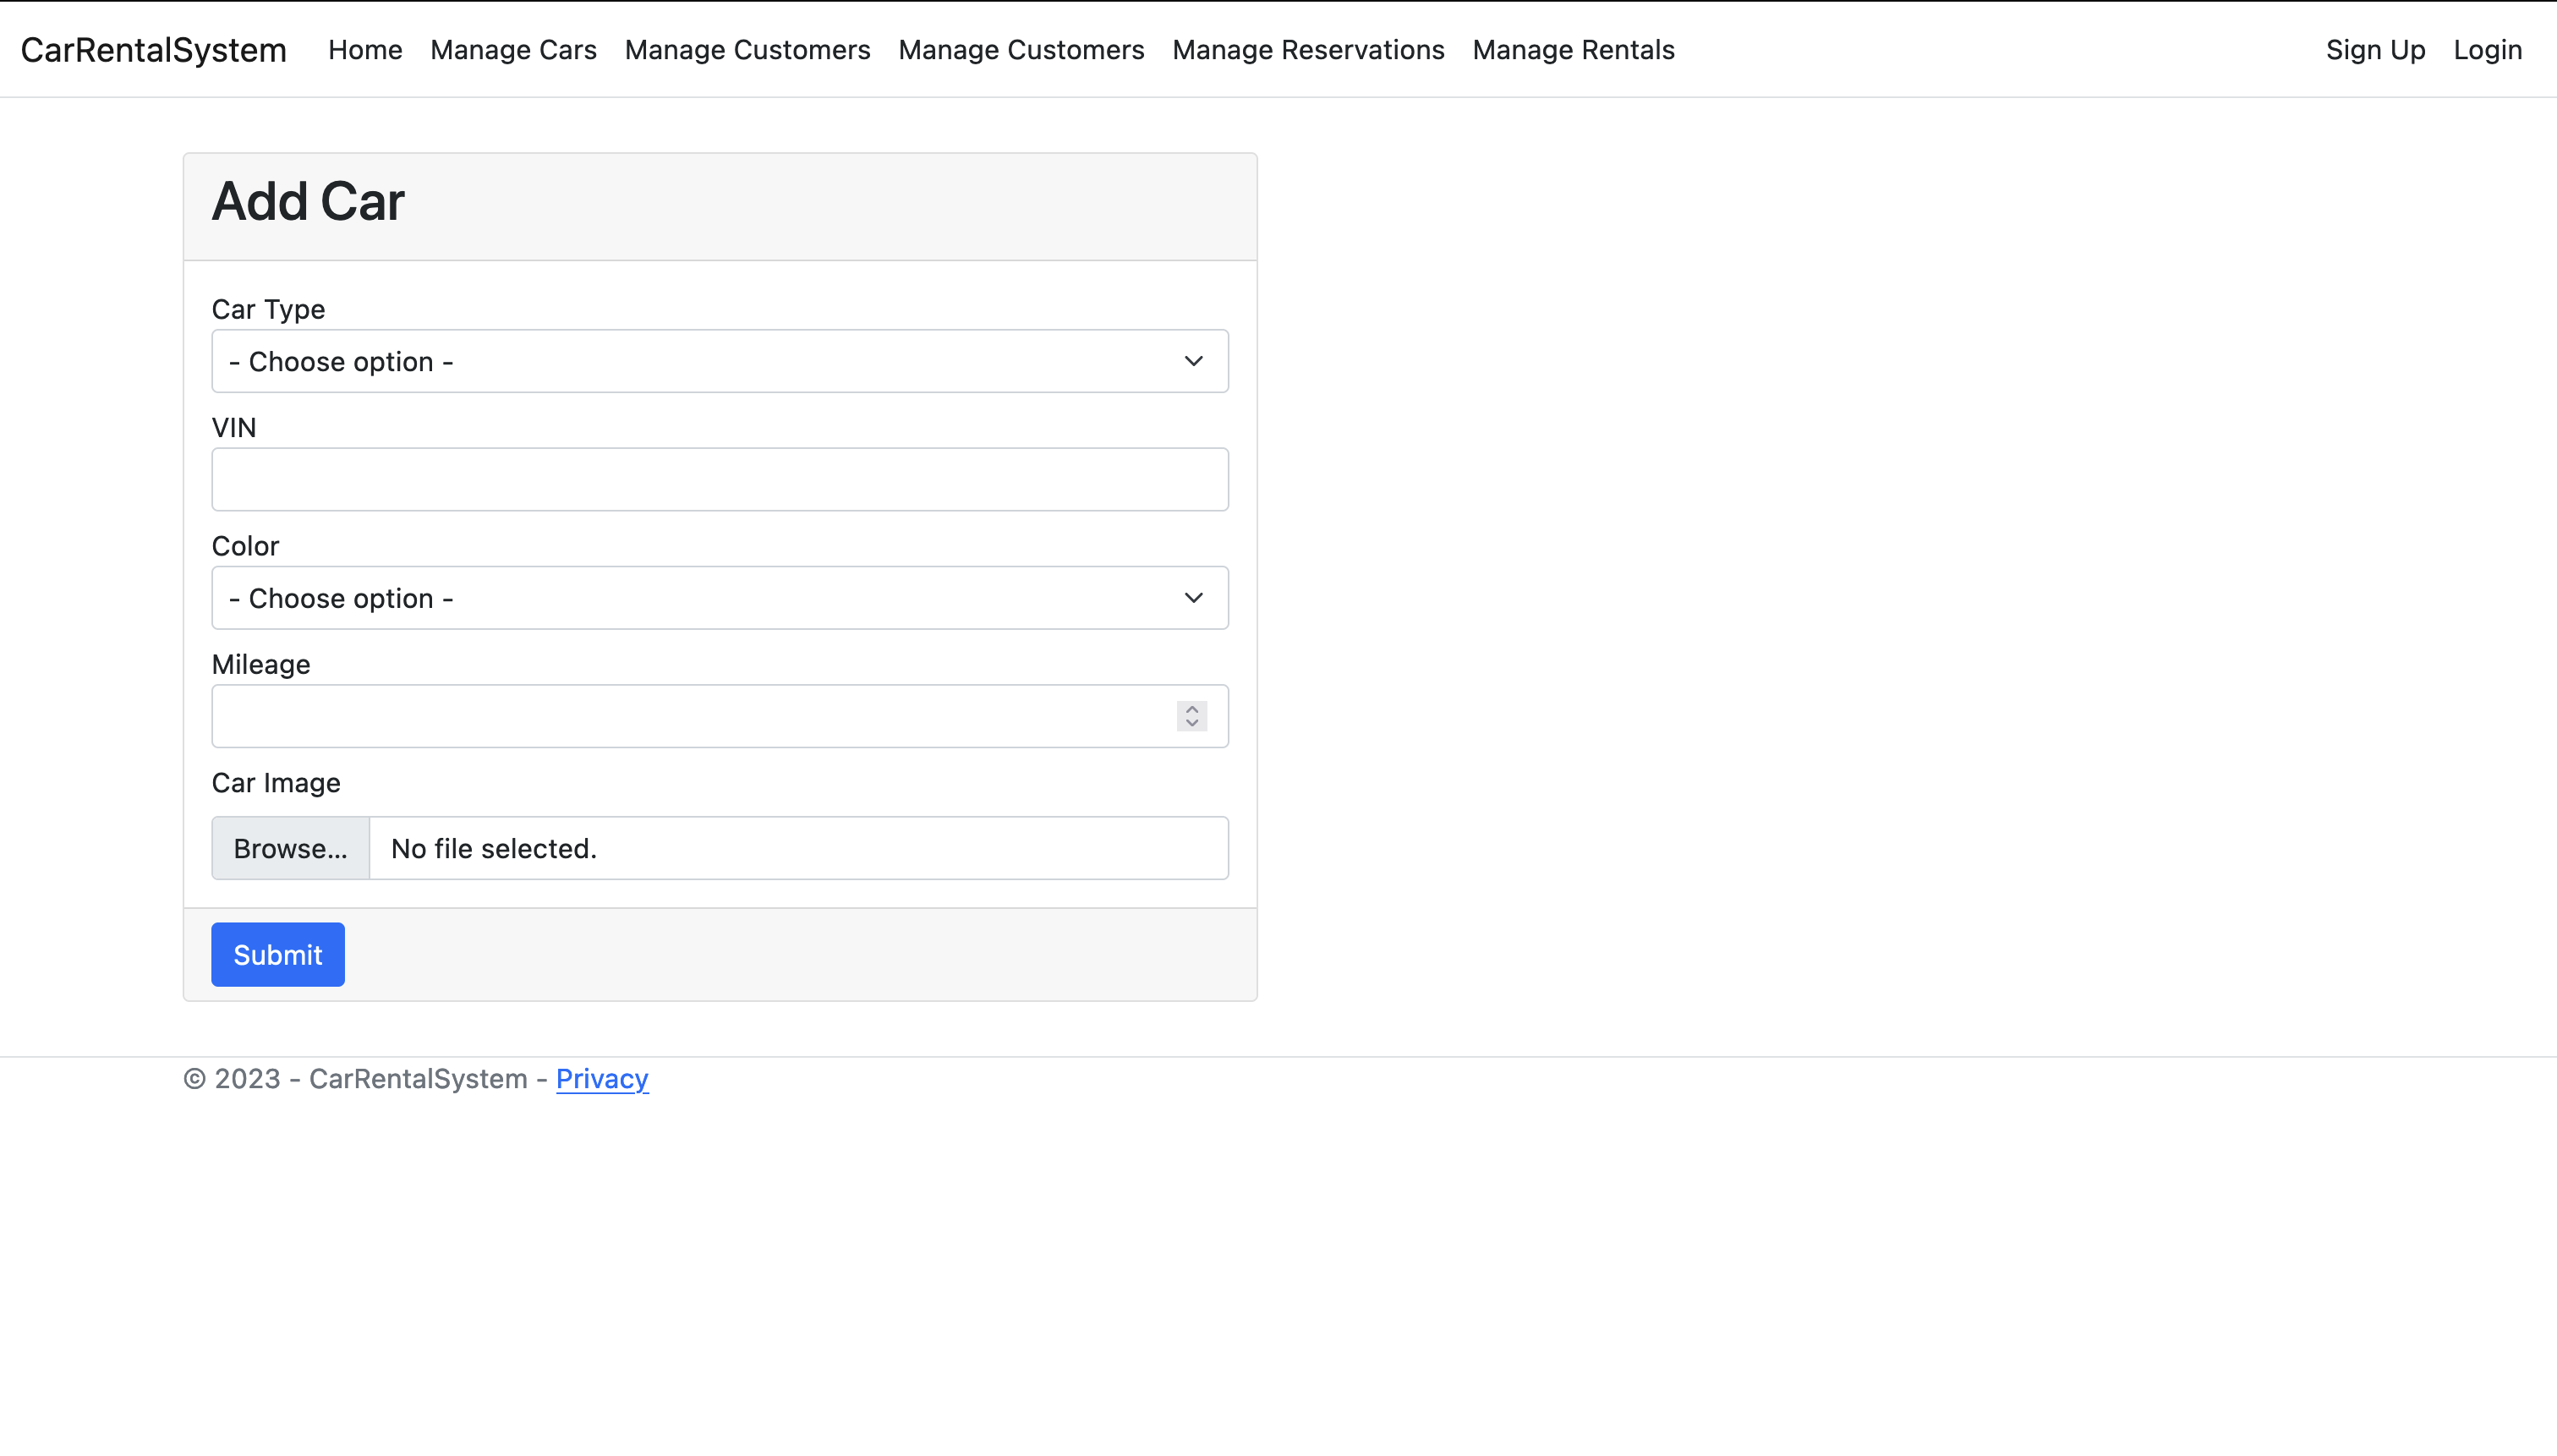 CarRentalSystem Home Manage Cars Manage Customers Manage Customers Manage Reservations Manage Rentals Sign Up Login
Add Car
Car Type
- Choose option -
VIN
Color
- Choose option -
Mileage
Car Image
Browse... No file selected.
Submit
© 2023 - CarRentalSystem - Privacy